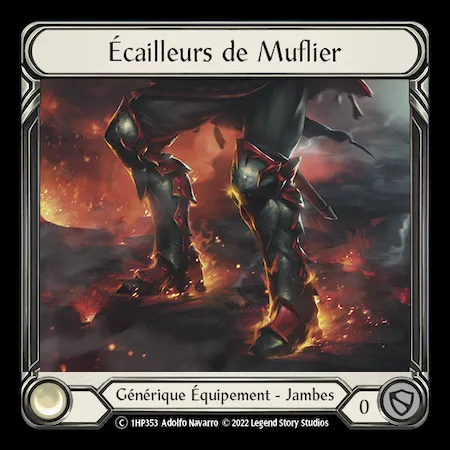 Écailleurs de Muflier
Générique Équipement - Jambes
0
C 1HP353 Adolfo Navarro © 2022 Legend Story Studios